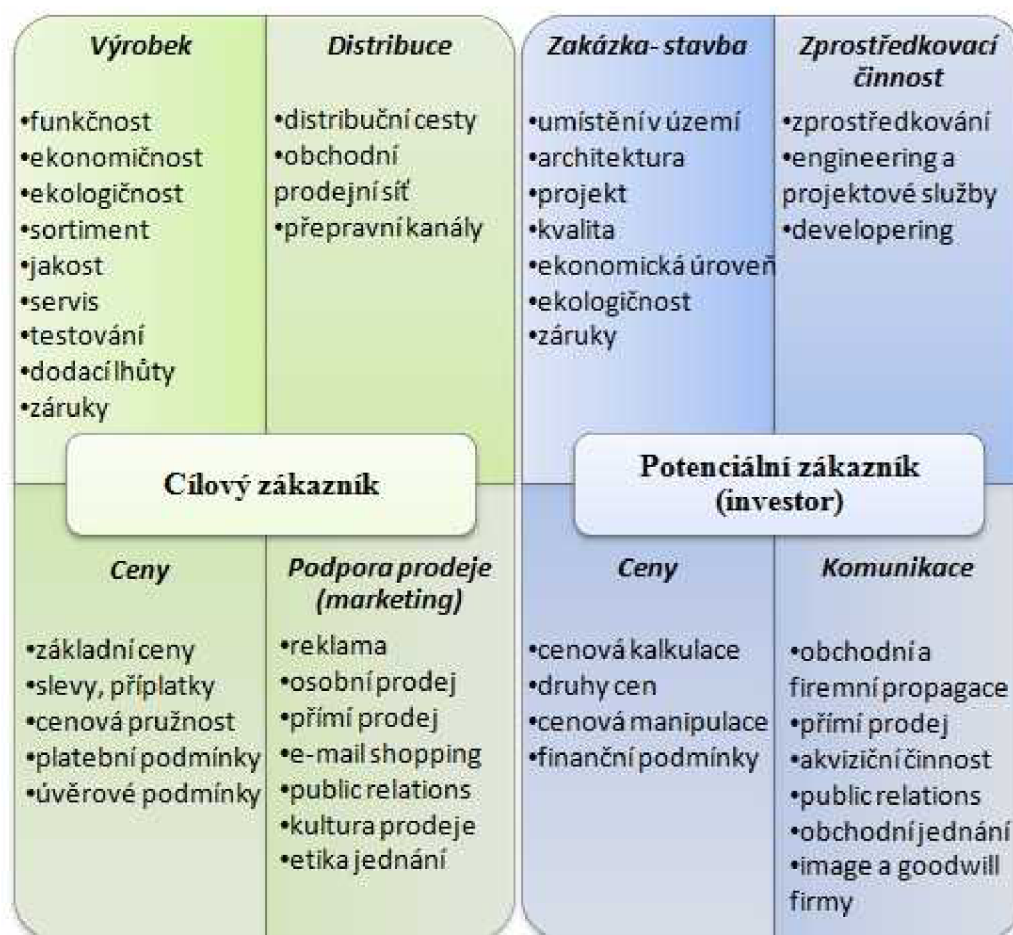 Výrobek
•funkčnost
•ekonomičnost
•ekologičnost
•sortiment
•jakost
•servis
•testování
•dodací lhůty
•záruky
Distribuce
•distribuční cesty
•obchodní
prodejní síť
•přepravní kanály
Cílový zákazník
Ceny
•základní ceny
•slevy, příplatky
•cenová pružnost
•platební podmínky
•úvěrové podmínky
Podpora prodeje
(marketing)
•reklama
•osobní prodej
•přímí prodej
•e-mail shopping
•public relations
•kultura prodeje
•etika jednání
Zakázka- stavba
•umístění v území
•architektura
•projekt
•kvalita
•ekonomická úroveň
•ekologičnost
•záruky
Zprostředkovací
činnost
•zprostředkování
•engineering a
projektové služby
•developering
Potenciální zákazník
(investor)
Ceny
•cenová kalkulace
•druhy cen
•cenová manipulace
•finanční podmínky
Komunikace
•obchodní a
firemní propagace
•přímí prodej
•akviziční činnost
•public relations
•obchodní jednání
•image a goodwill
firmy